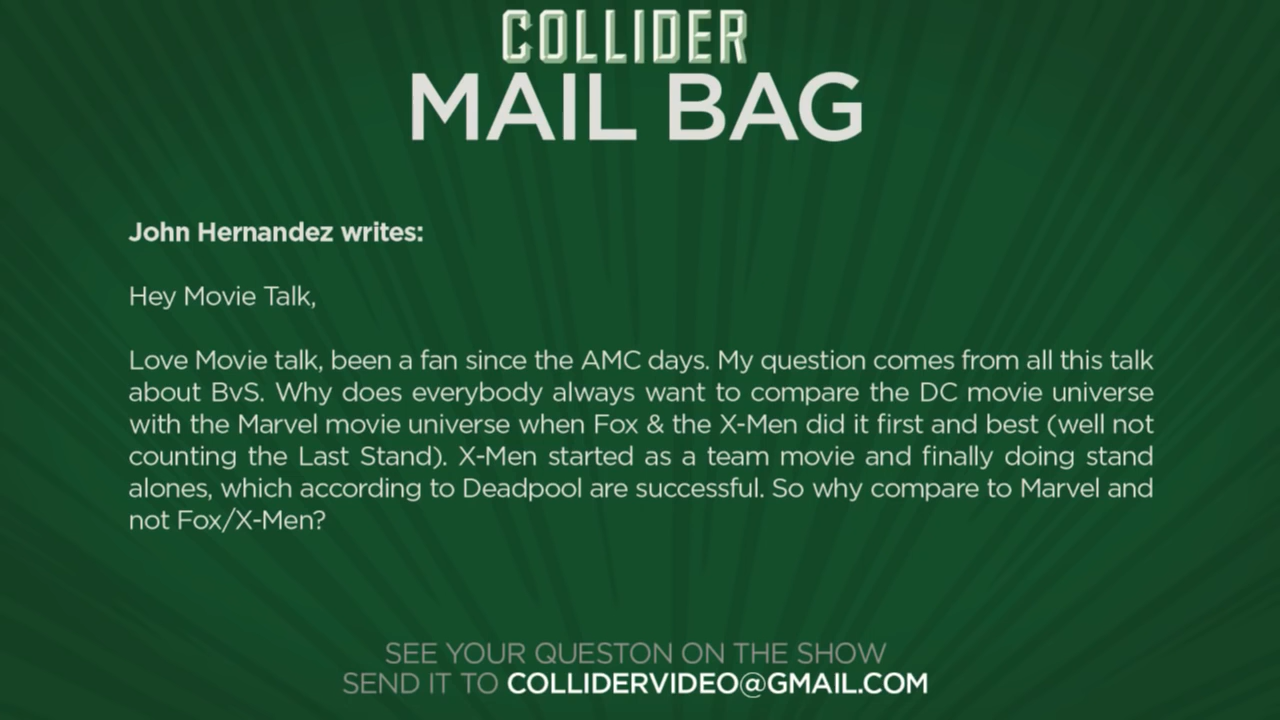 COLLIDER
MAIL BAG
John Hernandez writes:
Hey Movie Talk,
Love Movie talk, been a fan since the AMC days. My question comes from all this talk
about BvS. Why does everybody always want to compare the DC movie universe
with the Marvel movie universe when Fox & the X-Men did it first and best (well not
counting the Last Stand). X-Men started as a team movie and finally doing stand
alones, which according to Deadpool are successful. So why compare to Marvel and
not Fox/X-Men?
SEE YOUR QUESTON ON THE SHOW
SEND IT TO COLLIDERVIDEO@GMAIL.COM